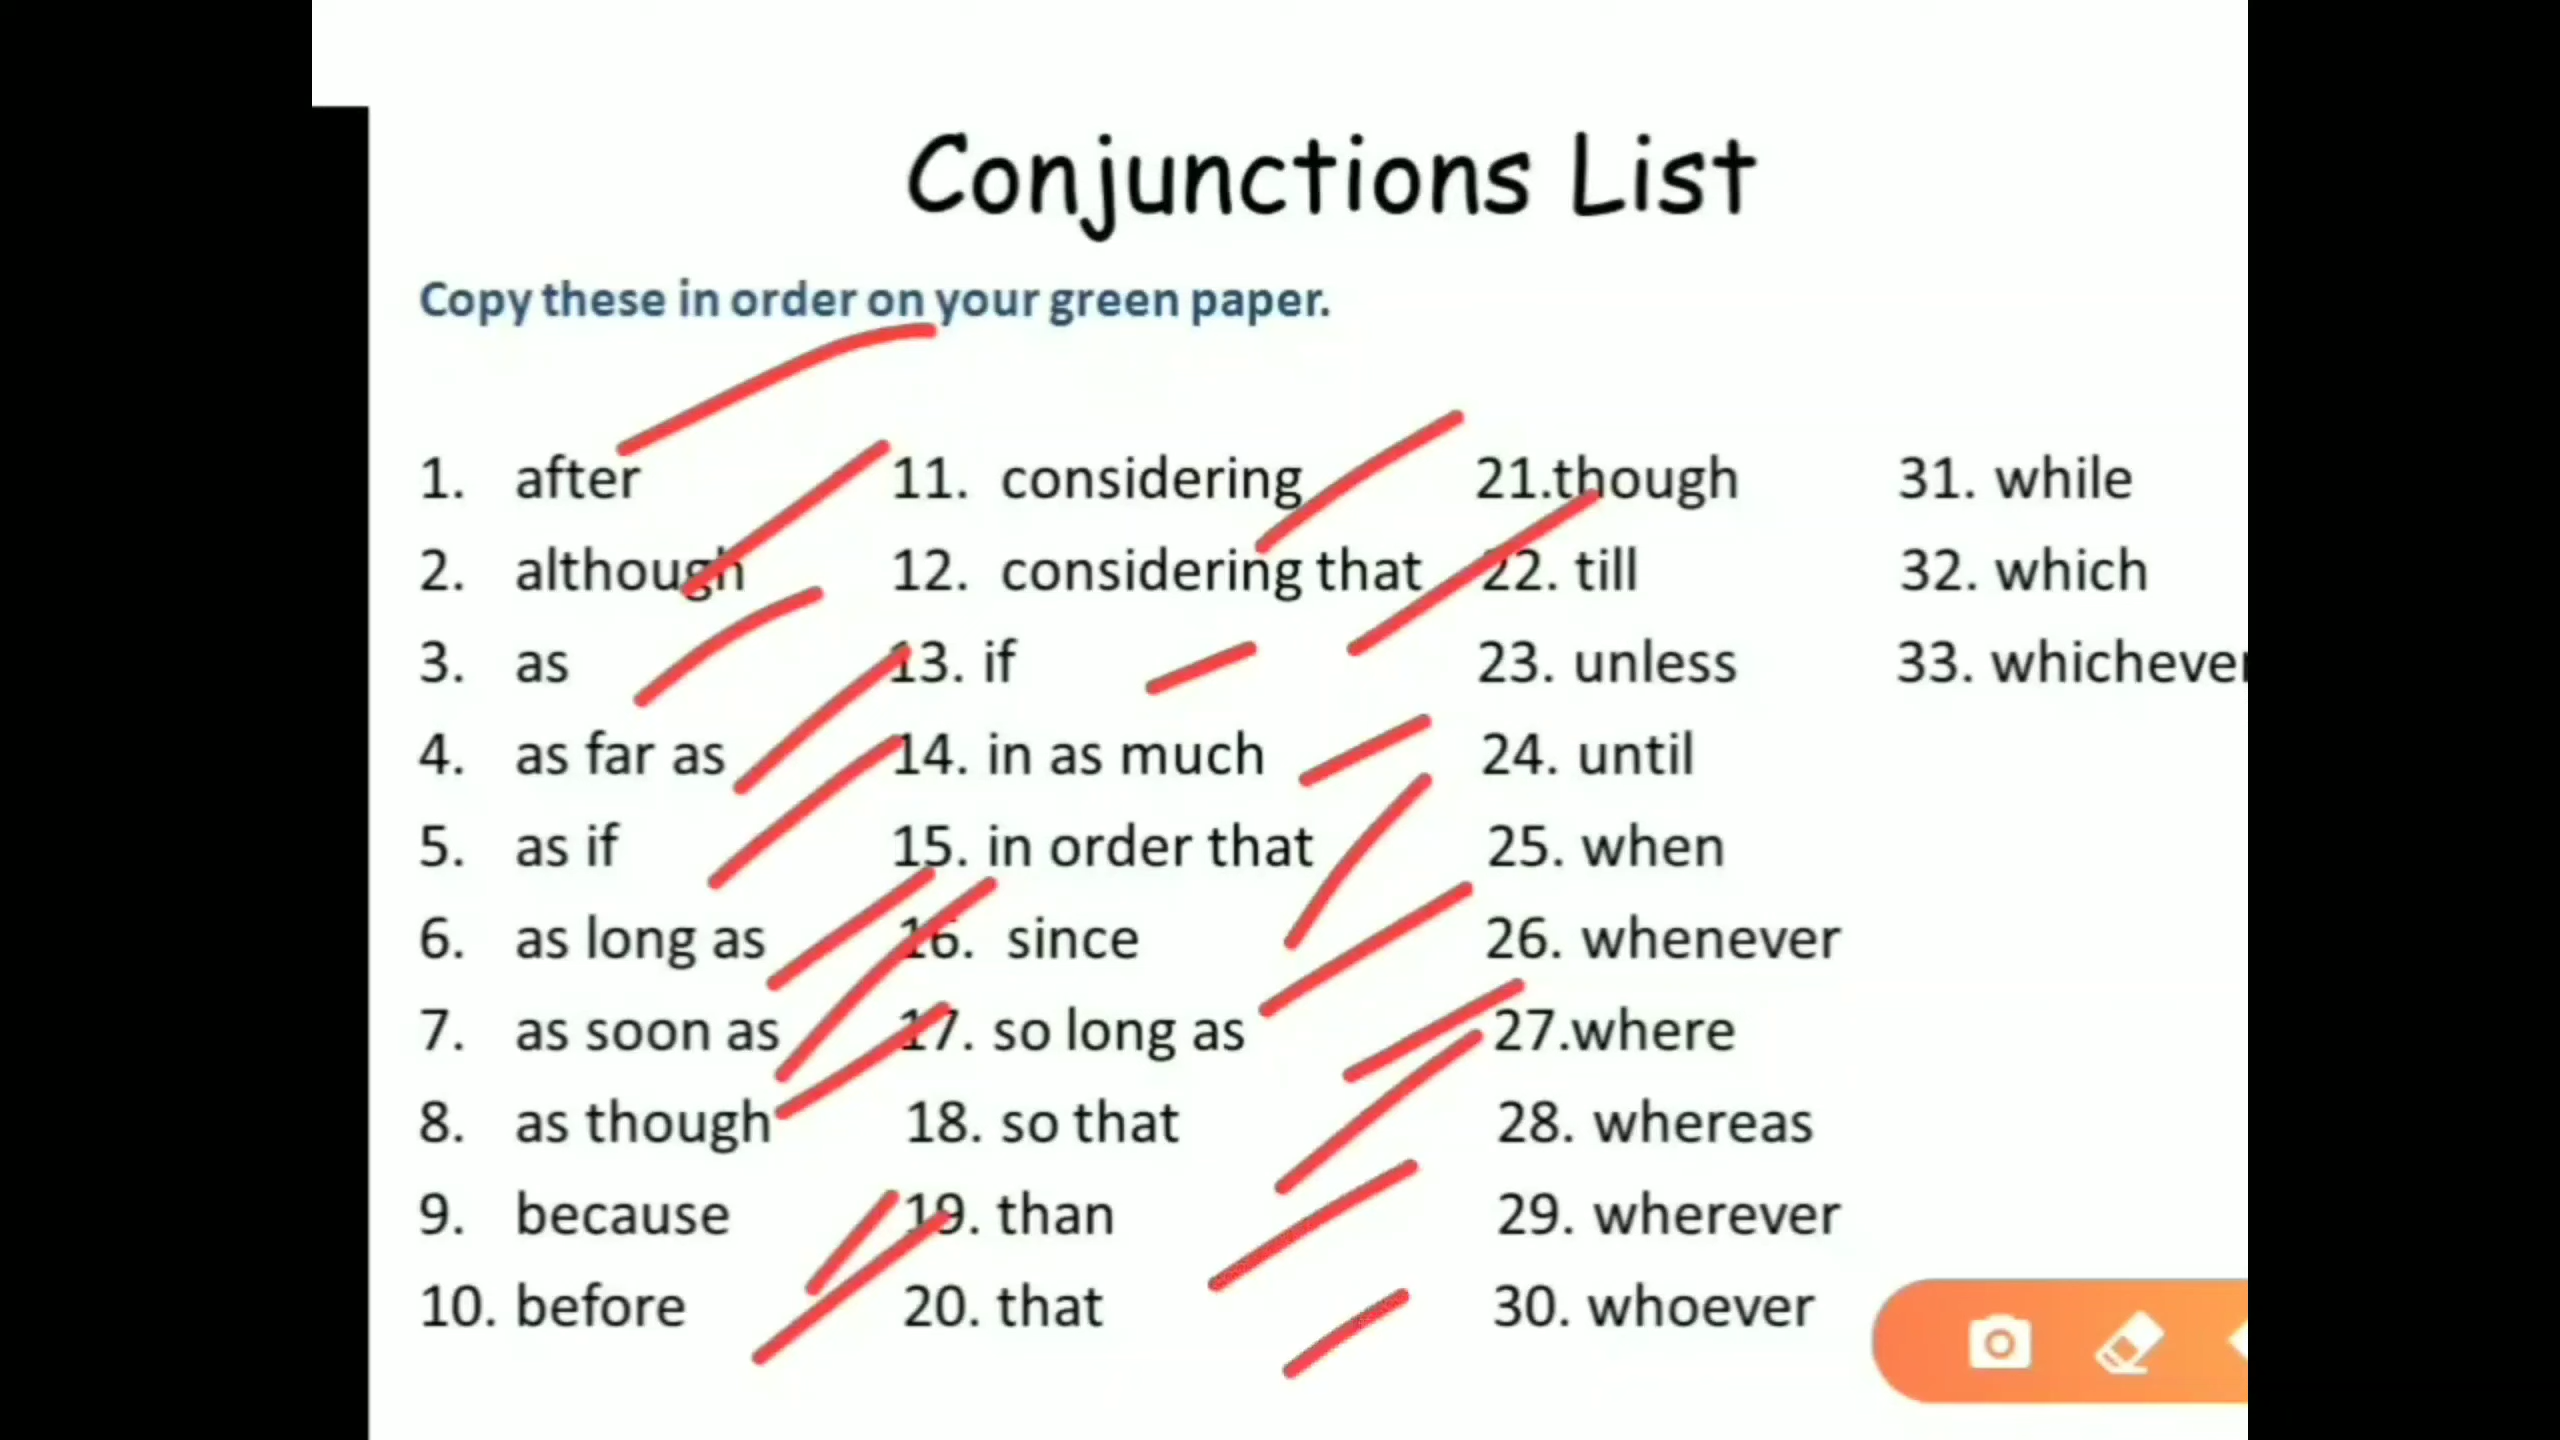 Conjunctions List
Copy these in order on your green paper.
1. after
2. although
3. as
4. as far as
5. as if
6. as long as
7. as soon as
8. as though
9. because
10. before
11. considering
12. considering that
13. if
14. in as much
15. in order that
16. since
17. so long as
18. so that
19. than
20. that
21.though
22. till
23. unless
24. until
25. when
26. whenever
27.where
28. whereas
29. wherever
30. whoever
31. while
32. which
33. whichever